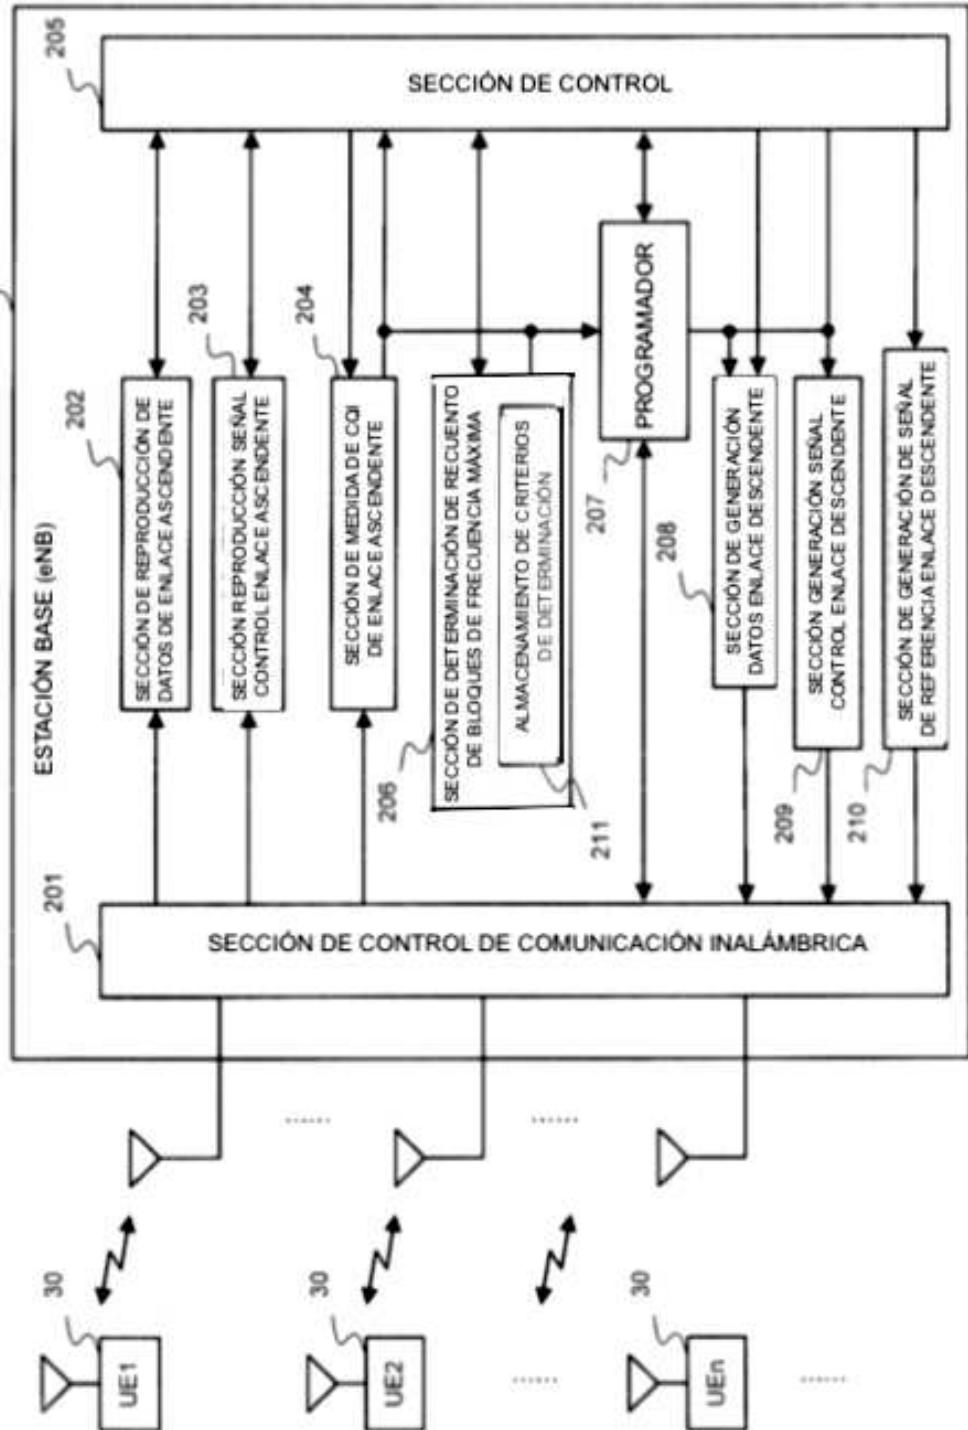 ESTACIÓN BASE (eNB)
201
202
203
204
205
206
SECCIÓN DE CONTROL DE COMUNICACIÓN INALÁMBRICA
SECCIÓN DE REPRODUCCIÓN DE
DATOS DE ENLACE ASCENDENTE
SECCIÓN REPRODUCCIÓN SEÑAL
CONTROL ENLACE ASCENDENTE
SECCIÓN DE MEDIDA DE CQI
DE ENLACE ASCENDENTE
SECCIÓN DE DETERMINACIÓN DE RECUENTO
DE BLOQUES DE FRECUENCIA MÁXIMA
ALMACENAMIENTO DE CRITERIOS
DE DETERMINACIÓN
211
PROGRAMADOR
207
208
SECCIÓN DE GENERACIÓN
DATOS ENLACE DESCENDENTE
SECCIÓN GENERACIÓN SEÑAL
CONTROL ENLACE DESCENDENTE
209
SECCIÓN DE GENERACIÓN DE SEÑAL
DE REFERENCIA ENLACE DESCENDENTE
210
SECCIÓN DE CONTROL
30
UE1
30
UE2
30
UEn